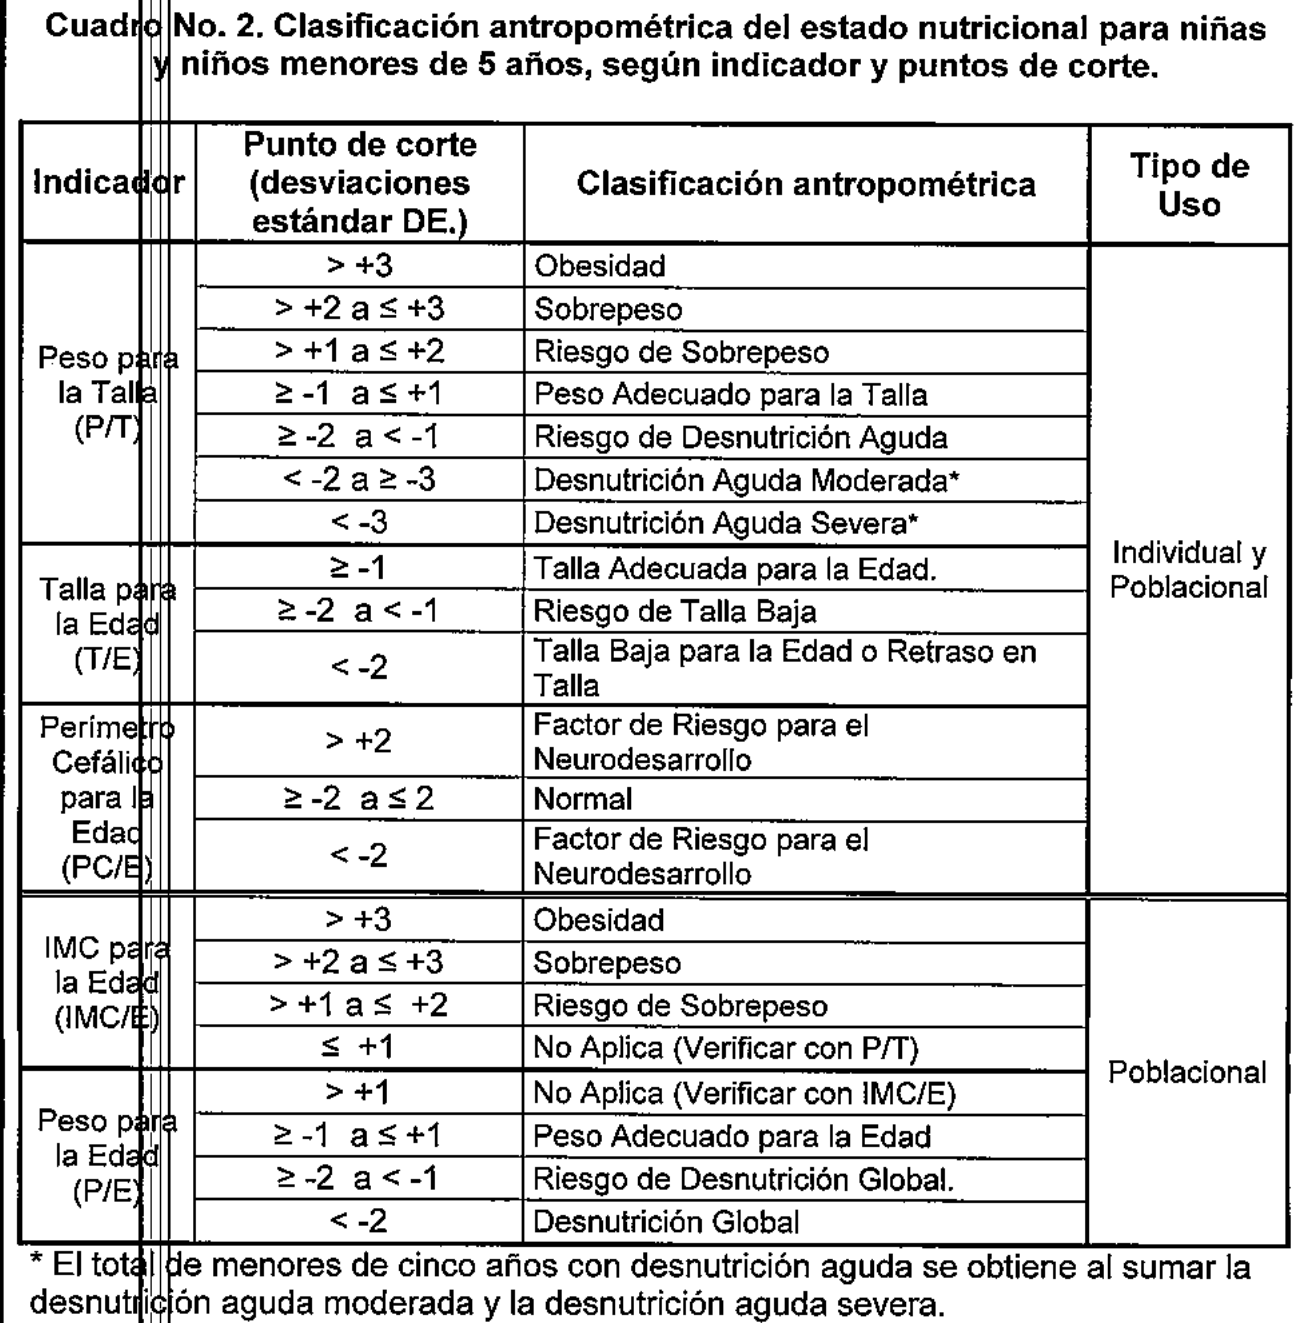 Cuadro No. 2. Clasificación antropométrica del estado nutricional para niñas
y niños menores de 5 años, según indicador y puntos de corte.
Indicador
Punto de corte
(desviaciones
estándar DE.)
Clasificación antropométrica
Tipo de
Uso
Peso para
la Talla
(P/T)
> +3
Obesidad
> +2 a ≤ +3
Sobrepeso
> +1 a ≤ +2
Riesgo de Sobrepeso
≥ -1 a ≤ +1
Peso Adecuado para la Talla
≥ -2 a < -1
Riesgo de Desnutrición Aguda
< -2 a ≥ -3
Desnutrición Aguda Moderada*
< -3
Desnutrición Aguda Severa*
Talla para
la Edad
(T/E)
≥ -1
Talla Adecuada para la Edad.
≥ -2 a < -1
Riesgo de Talla Baja
< -2
Talla Baja para la Edad o Retraso en
Talla
Perímetro
Cefálico
para la
Edad
(PC/E)
> +2
Factor de Riesgo para el
Neurodesarrollo
≥ -2 a ≤ 2
Normal
< -2
Factor de Riesgo para el
Neurodesarrollo
Individual y
Poblacional
IMC para
la Edad
(IMC/E)
> +3
Obesidad
> +2 a ≤ +3
Sobrepeso
> +1 a ≤ +2
Riesgo de Sobrepeso
≤ +1
No Aplica (Verificar con P/T)
Peso para
la Edad
(P/E)
> +1
No Aplica (Verificar con IMC/E)
≥ -1 a ≤ +1
Peso Adecuado para la Edad
≥ -2 a < -1
Riesgo de Desnutrición Global.
< -2
Desnutrición Global
Poblacional
* El total de menores de cinco años con desnutrición aguda se obtiene al sumar la
desnutrición aguda moderada y la desnutrición aguda severa.